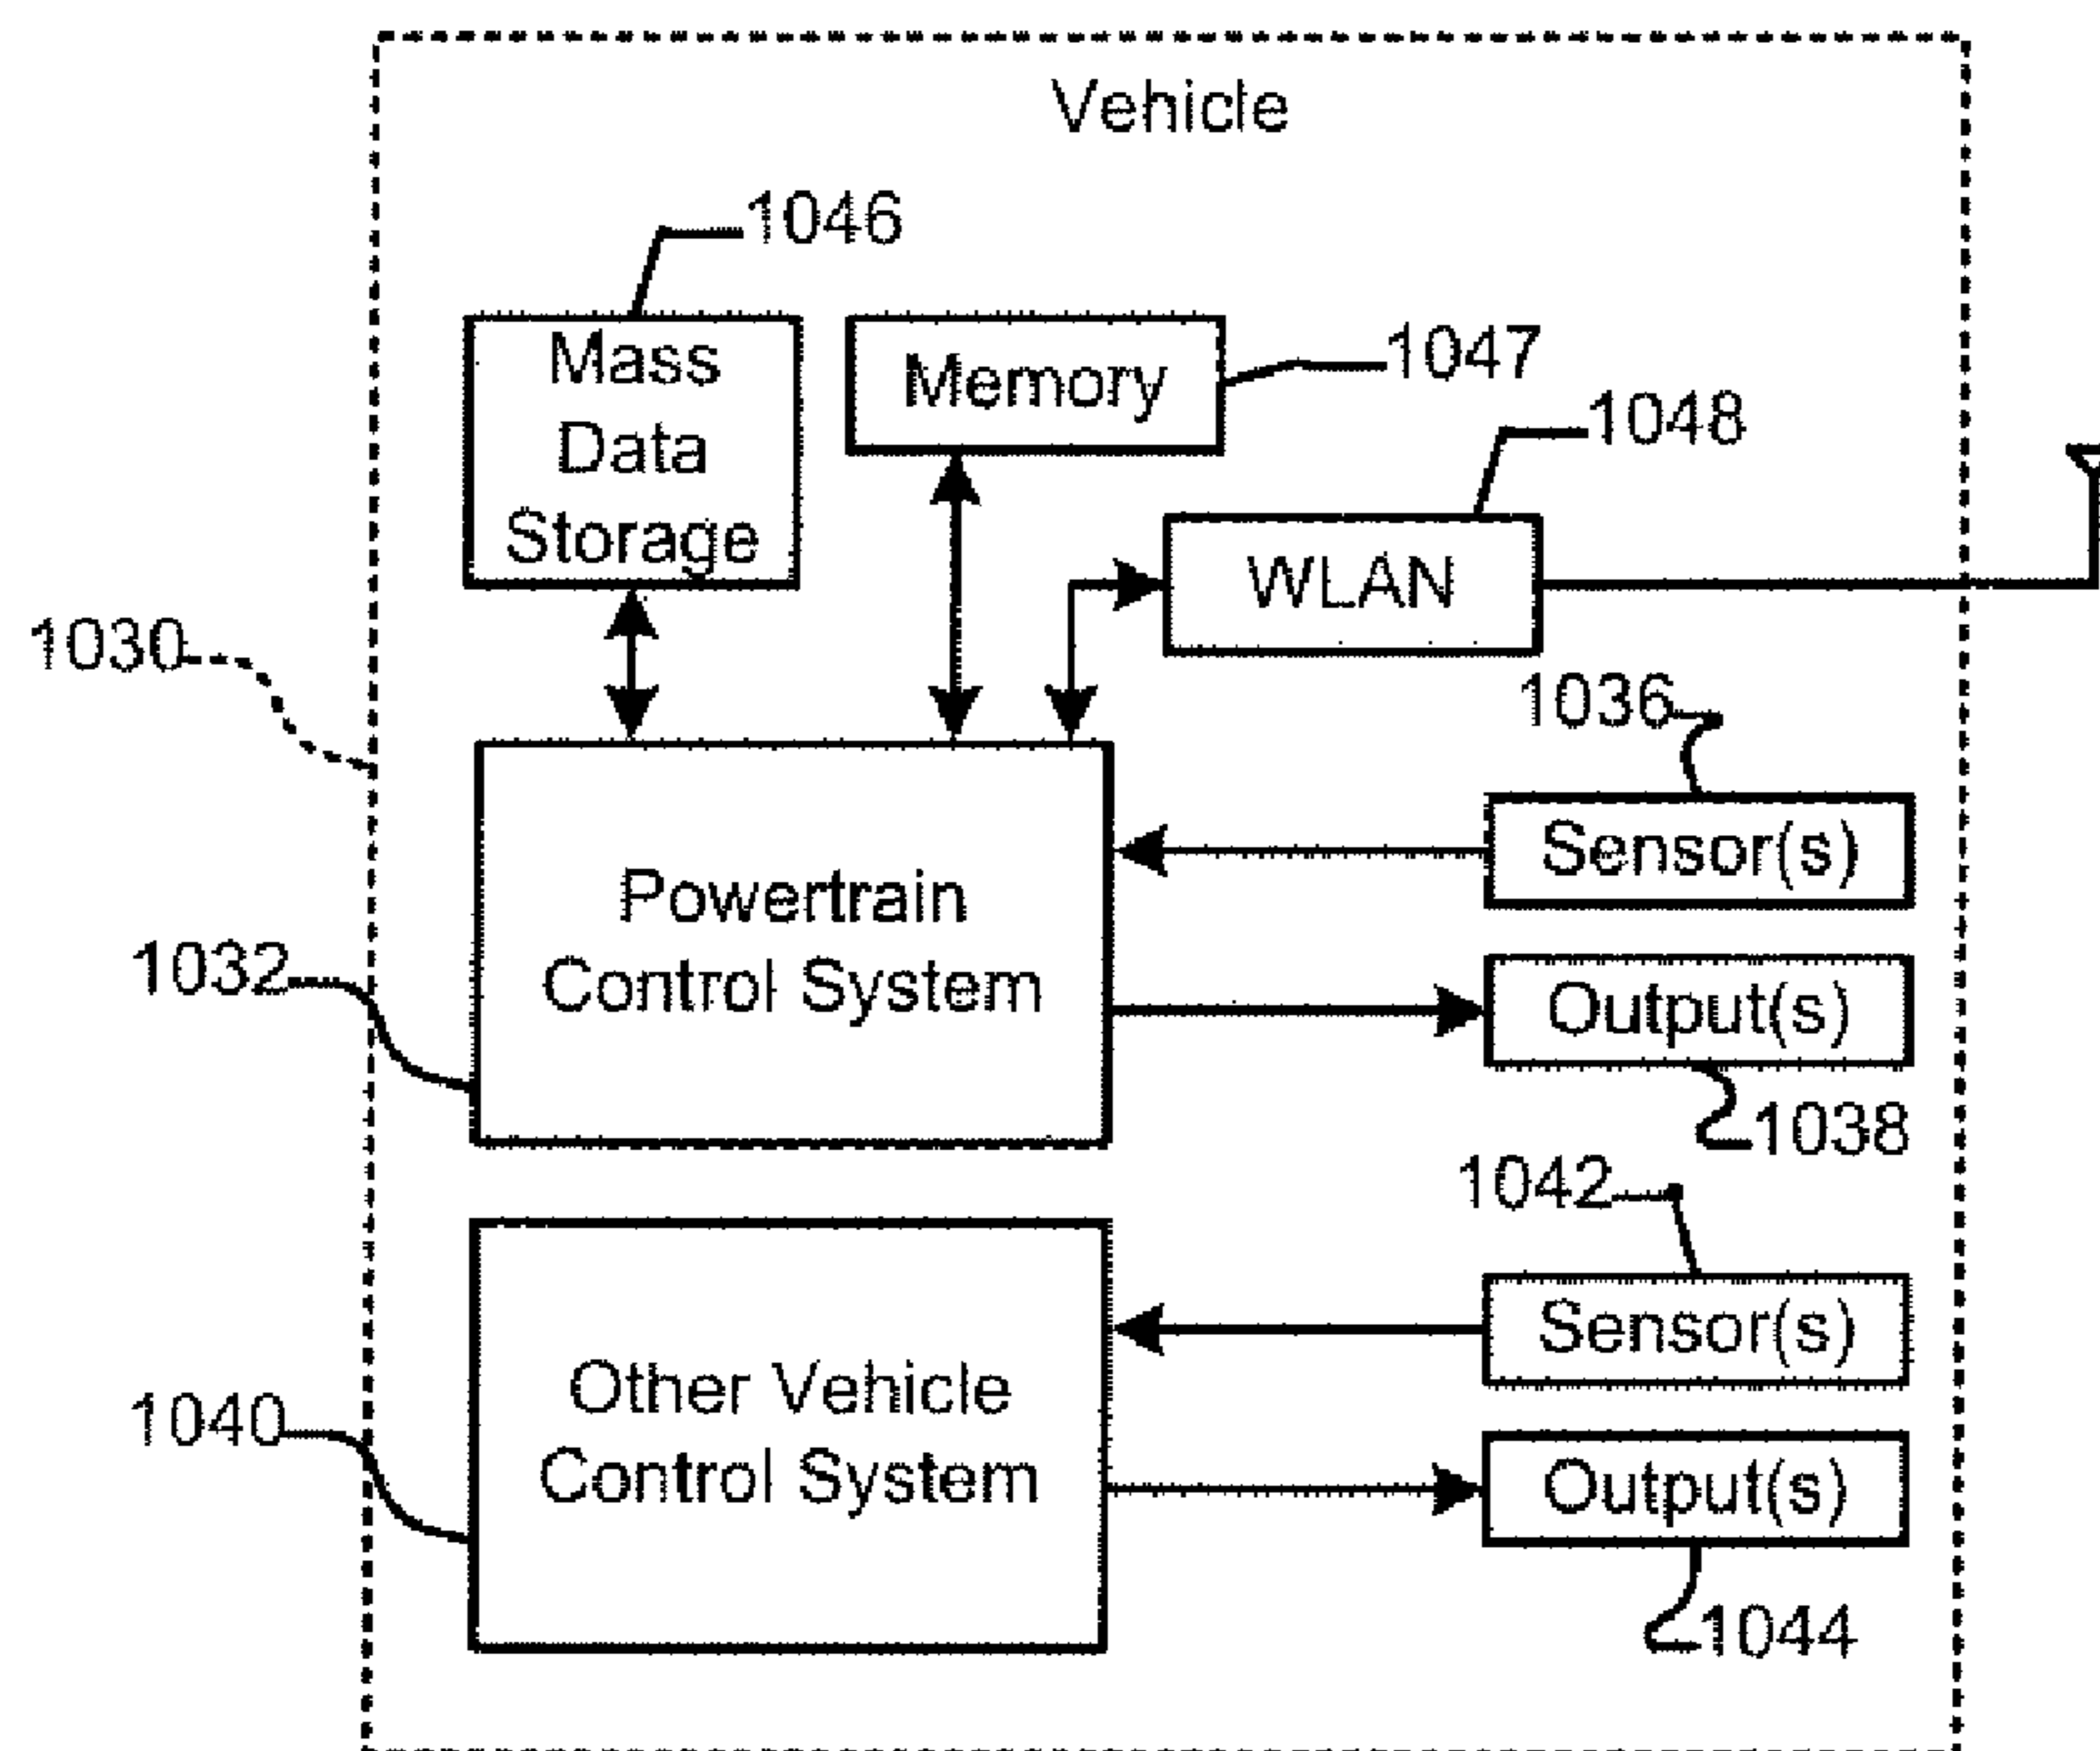 Vehicle
1046
Mass
Data
Storage
Memory
1047
1048
WLAN
1030
1036
Sensor(s)
Powertrain
Control System
1032
Output(s)
1038
1042
Sensor(s)
Other Vehicle
Control System
1040
Output(s)
1044